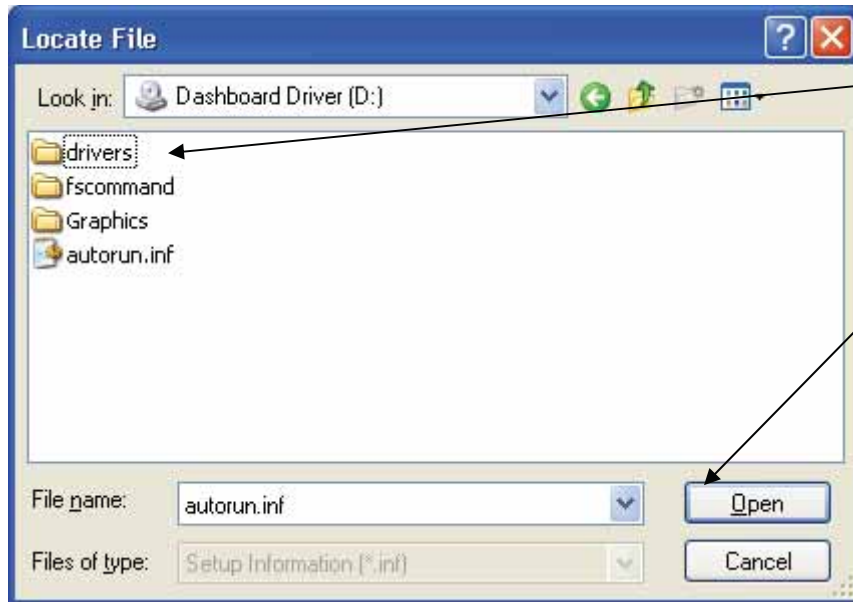 Locate File
Look in: Dashboard Driver (D:)
drivers
fscommand
Graphics
autorun.inf
File name: autorun.inf Open
Files of type: Setup Information (*.inf) Cancel